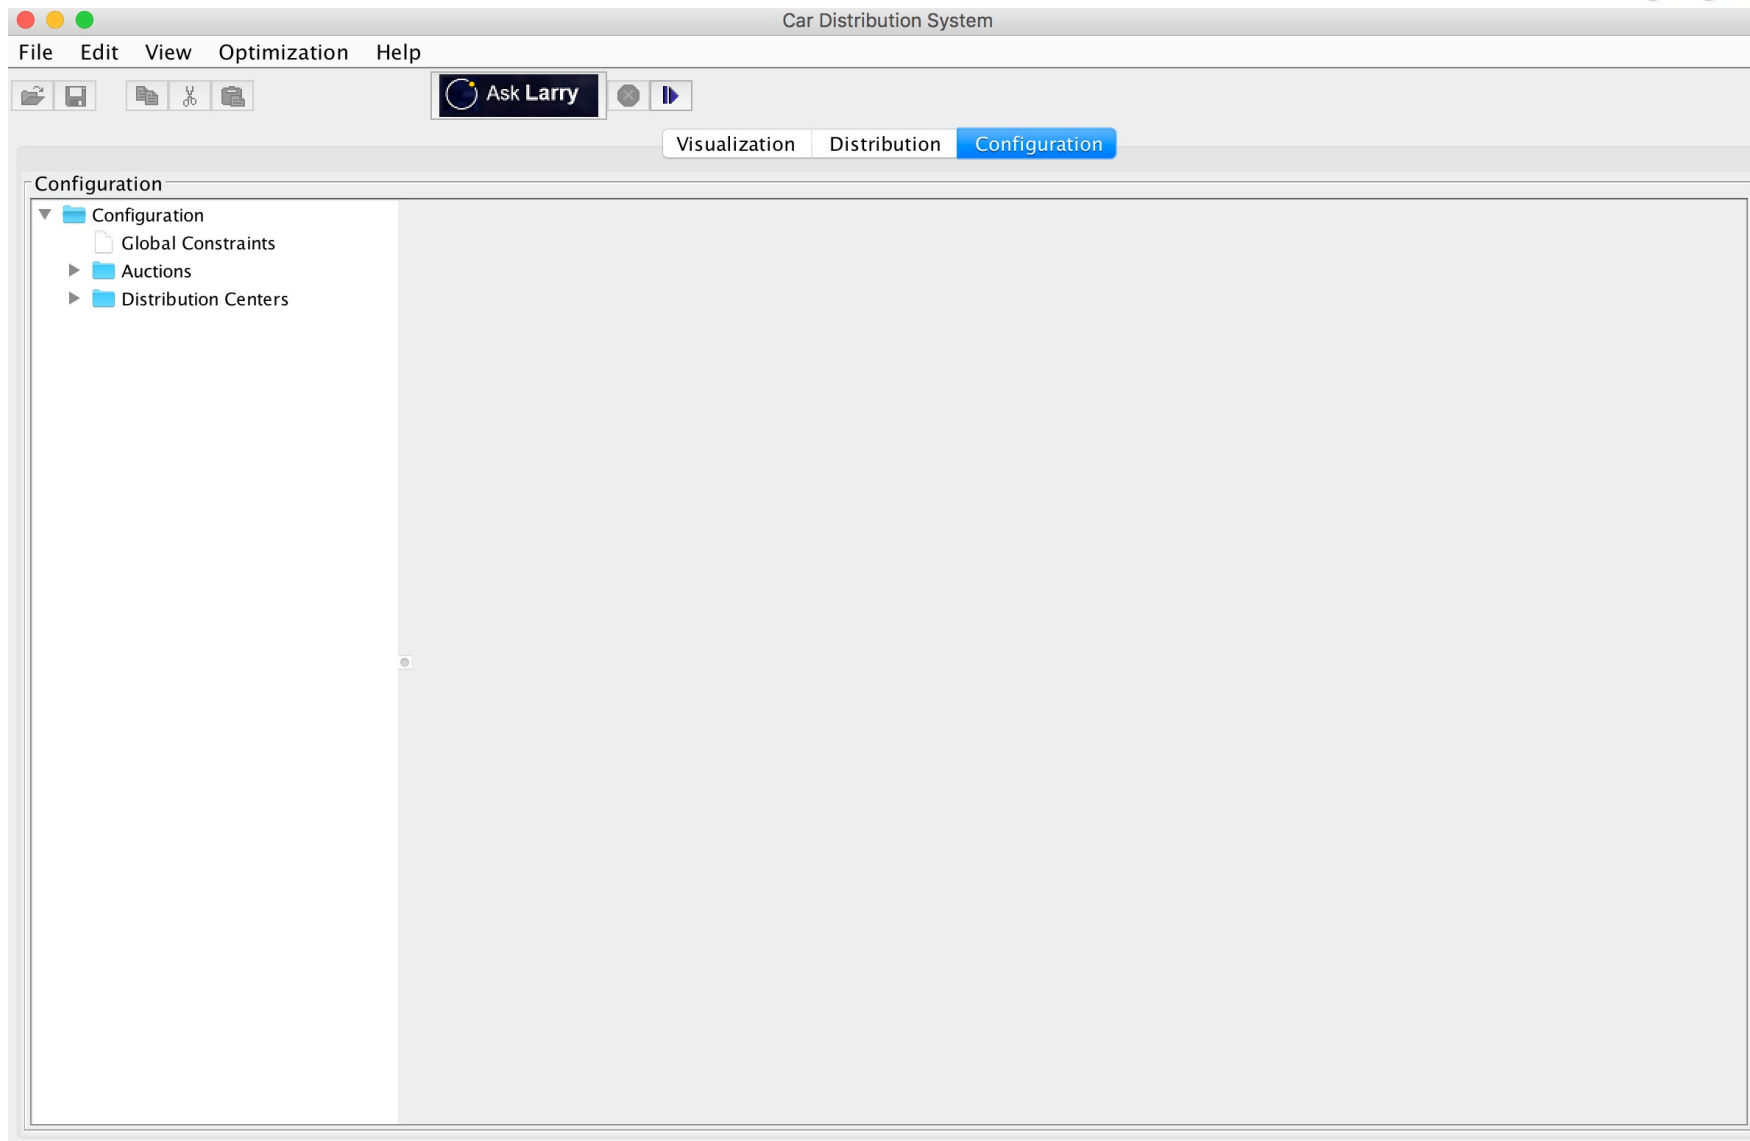 Car Distribution System
File Edit View Optimization Help
Ask Larry
Visualization Distribution Configuration
Configuration
Configuration
Global Constraints
Auctions
Distribution Centers